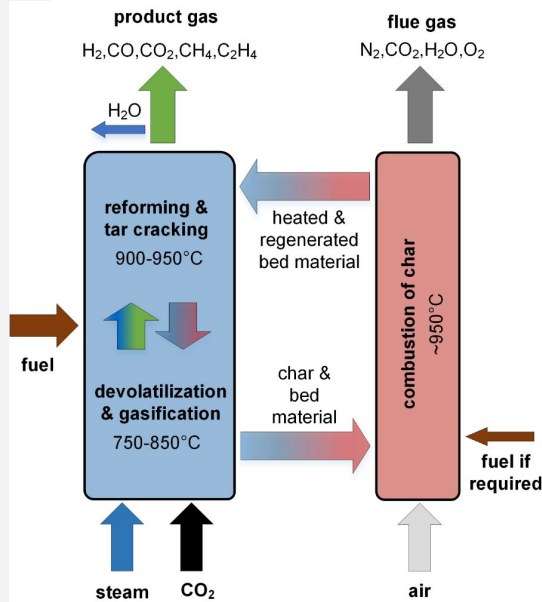 product gas
H₂,CO,CO₂,CH₄,C₂H₄
flue gas
N₂,CO₂,H₂O,O₂
H₂O
reforming &
tar cracking
900-950°C
heated &
regenerated
bed material
combustion of char
~950°C
fuel
devolatilization
& gasification
750-850°C
char &
bed
material
fuel if
required
steam
CO₂
air